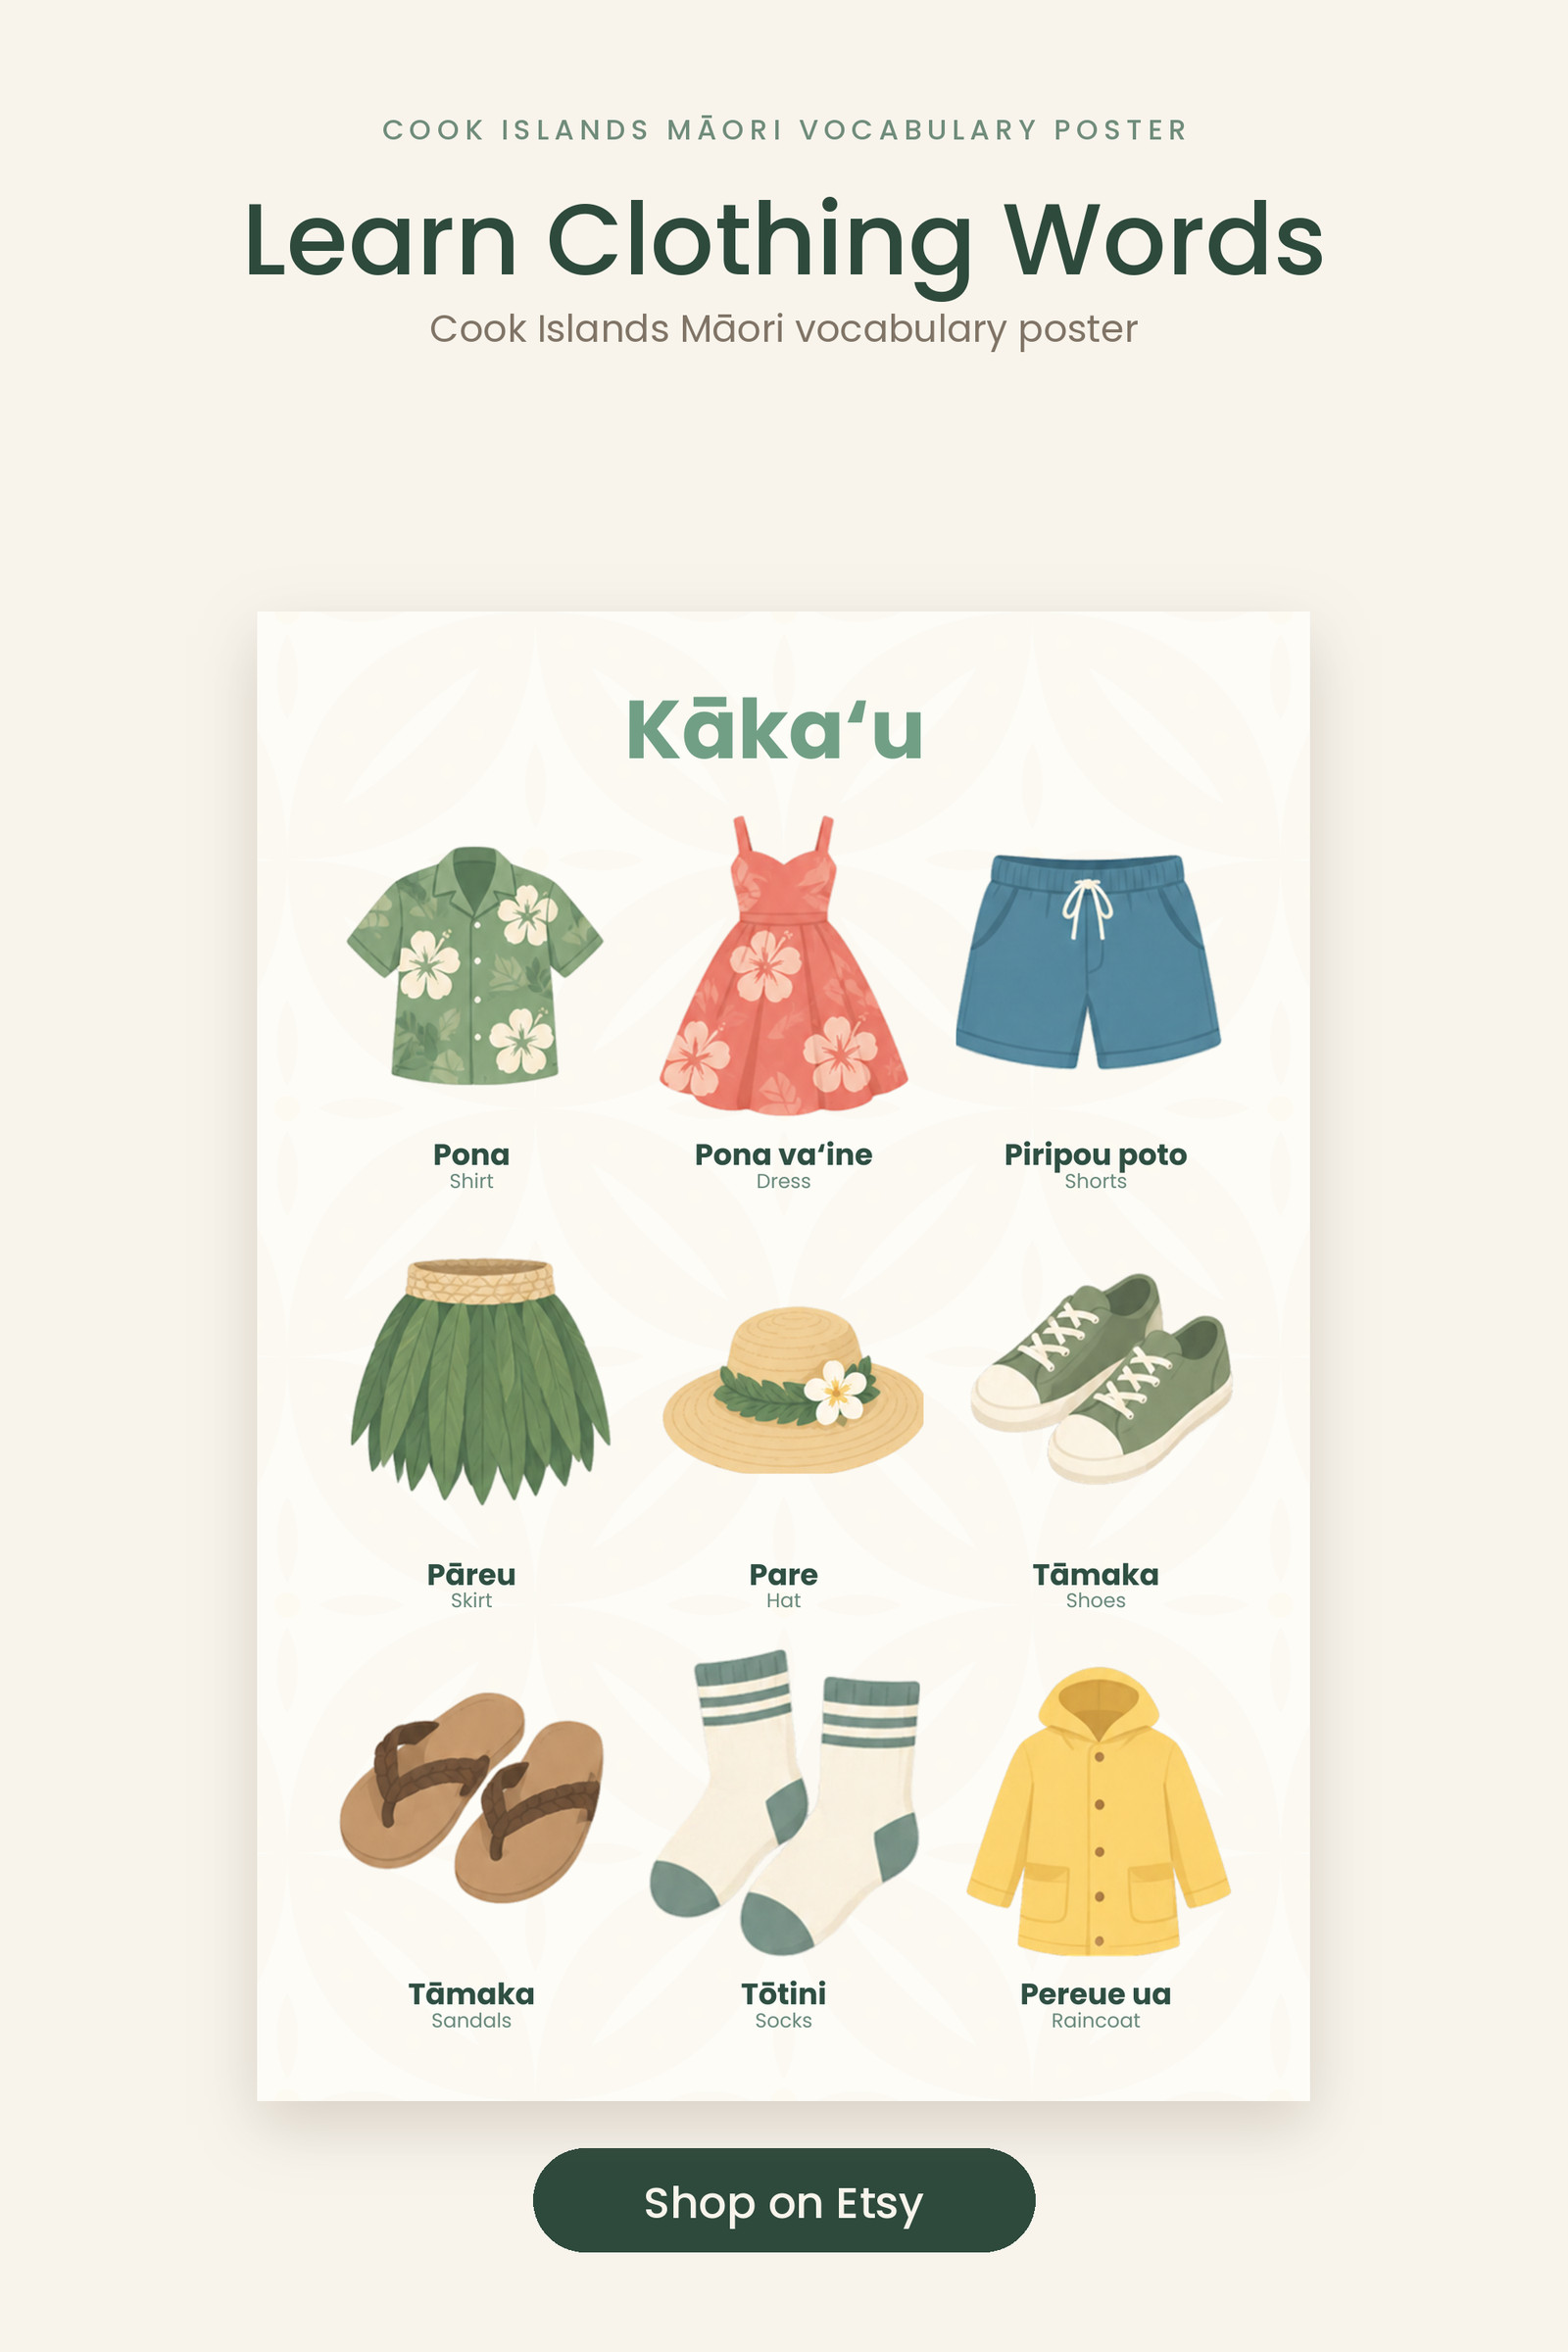 COOK ISLANDS MĀORI VOCABULARY POSTER
Learn Clothing Words
Cook Islands Māori vocabulary poster
Kākaʻu
Pona
Shirt
Pona vaʻine
Dress
Piripou poto
Shorts
Pāreu
Skirt
Pare
Hat
Tāmaka
Shoes
Tāmaka
Sandals
Tōtini
Socks
Pereue ua
Raincoat
Shop on Etsy